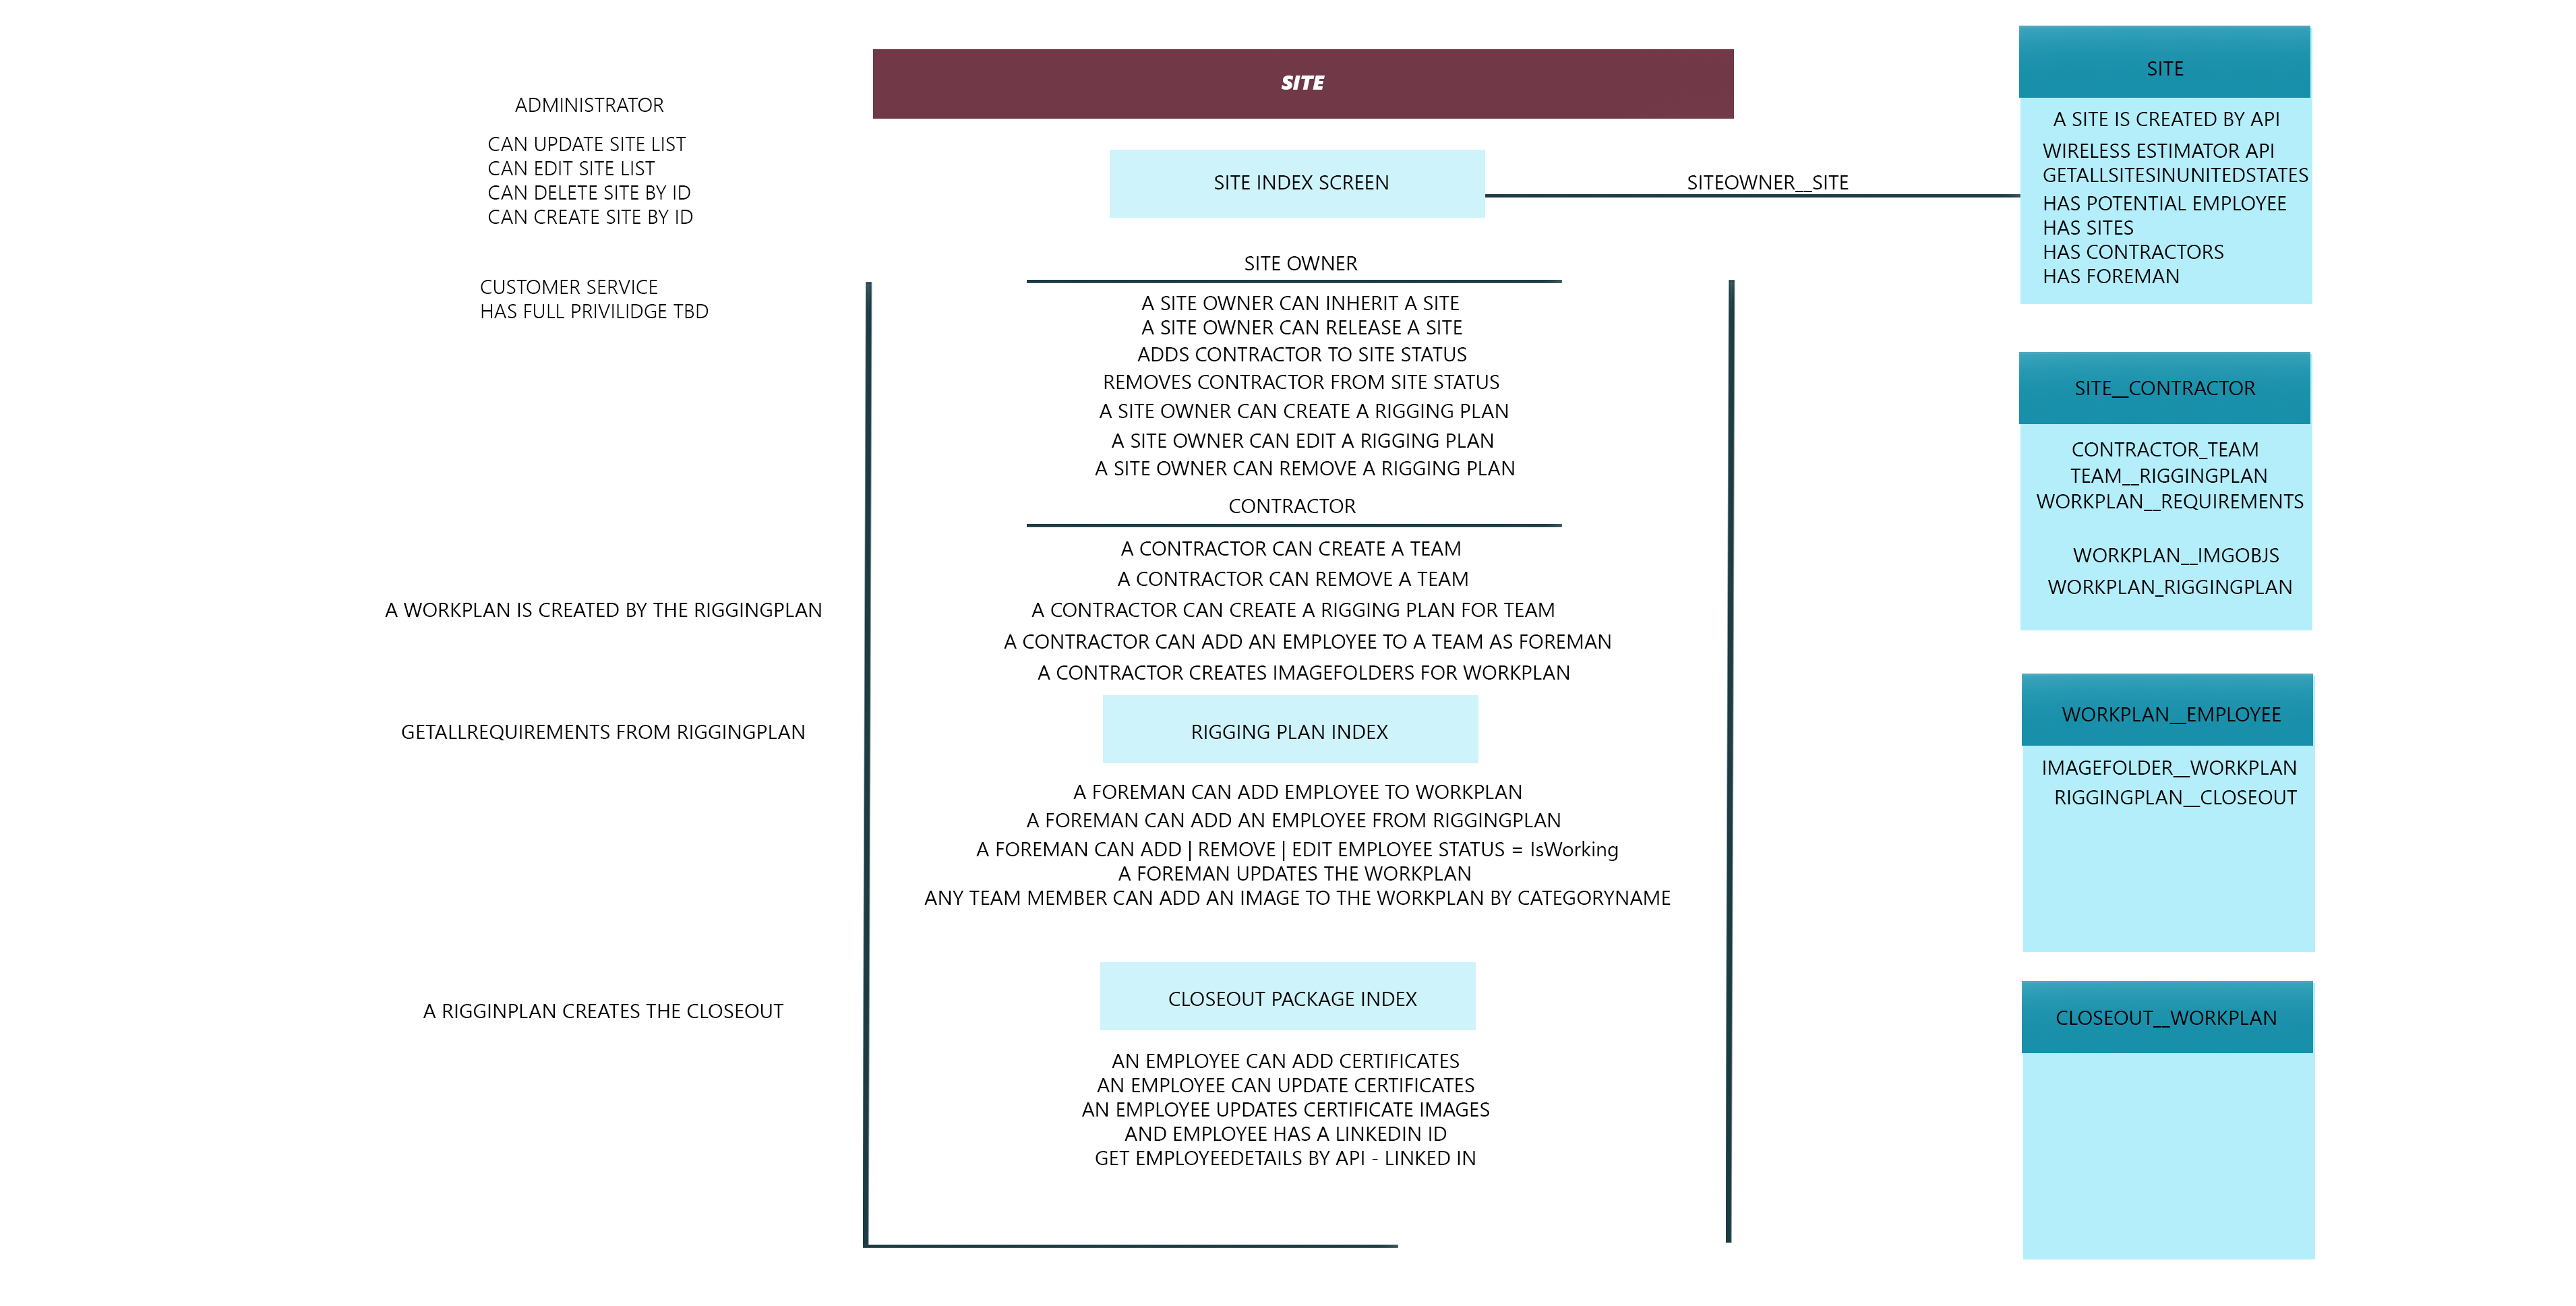 SITE
ADMINISTRATOR
CAN UPDATE SITE LIST
CAN EDIT SITE LIST
CAN DELETE SITE BY ID
CAN CREATE SITE BY ID
CUSTOMER SERVICE
HAS FULL PRIVILIDGE TBD
A WORKPLAN IS CREATED BY THE RIGGINGPLAN
GETALLREQUIREMENTS FROM RIGGINGPLAN
A RIGGINPLAN CREATES THE CLOSEOUT
SITE INDEX SCREEN
SITEOWNER__SITE
SITE OWNER
A SITE OWNER CAN INHERIT A SITE
A SITE OWNER CAN RELEASE A SITE
ADDS CONTRACTOR TO SITE STATUS
REMOVES CONTRACTOR FROM SITE STATUS
A SITE OWNER CAN CREATE A RIGGING PLAN
A SITE OWNER CAN EDIT A RIGGING PLAN
A SITE OWNER CAN REMOVE A RIGGING PLAN
CONTRACTOR
A CONTRACTOR CAN CREATE A TEAM
A CONTRACTOR CAN REMOVE A TEAM
A CONTRACTOR CAN CREATE A RIGGING PLAN FOR TEAM
A CONTRACTOR CAN ADD AN EMPLOYEE TO A TEAM AS FOREMAN
A CONTRACTOR CREATES IMAGEFOLDERS FOR WORKPLAN
RIGGING PLAN INDEX
A FOREMAN CAN ADD EMPLOYEE TO WORKPLAN
A FOREMAN CAN ADD AN EMPLOYEE FROM RIGGINGPLAN
A FOREMAN CAN ADD | REMOVE | EDIT EMPLOYEE STATUS = IsWorking
A FOREMAN UPDATES THE WORKPLAN
ANY TEAM MEMBER CAN ADD AN IMAGE TO THE WORKPLAN BY CATEGORYNAME
CLOSEOUT PACKAGE INDEX
AN EMPLOYEE CAN ADD CERTIFICATES
AN EMPLOYEE CAN UPDATE CERTIFICATES
AN EMPLOYEE UPDATES CERTIFICATE IMAGES
AND EMPLOYEE HAS A LINKEDIN ID
GET EMPLOYEEDETAILS BY API - LINKED IN
SITE
A SITE IS CREATED BY API
WIRELESS ESTIMATOR API
GETALLSITESINUNITEDSTATES
HAS POTENTIAL EMPLOYEE
HAS SITES
HAS CONTRACTORS
HAS FOREMAN
SITE__CONTRACTOR
CONTRACTOR_TEAM
TEAM__RIGGINGPLAN
WORKPLAN__REQUIREMENTS
WORKPLAN__IMGOBJS
WORKPLAN_RIGGINGPLAN
WORKPLAN__EMPLOYEE
IMAGEFOLDER__WORKPLAN
RIGGINGPLAN__CLOSEOUT
CLOSEOUT__WORKPLAN